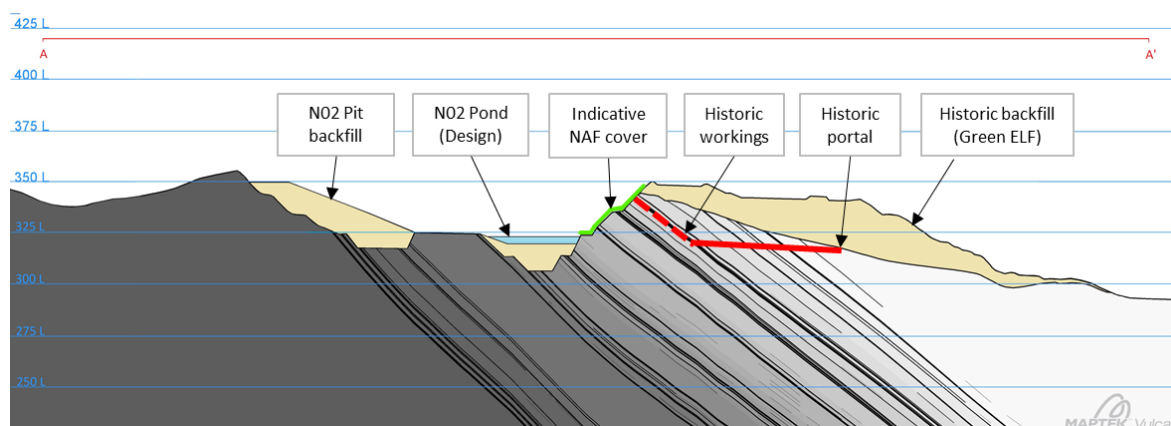 425 L
A
A'
400 L
375 L
N02 Pit
backfill
N02 Pond
(Design)
Indicative
NAF cover
Historic
workings
Historic
portal
Historic backfill
(Green ELF)
350 L
325 L
300 L
275 L
250 L
MAPTEK Vulca